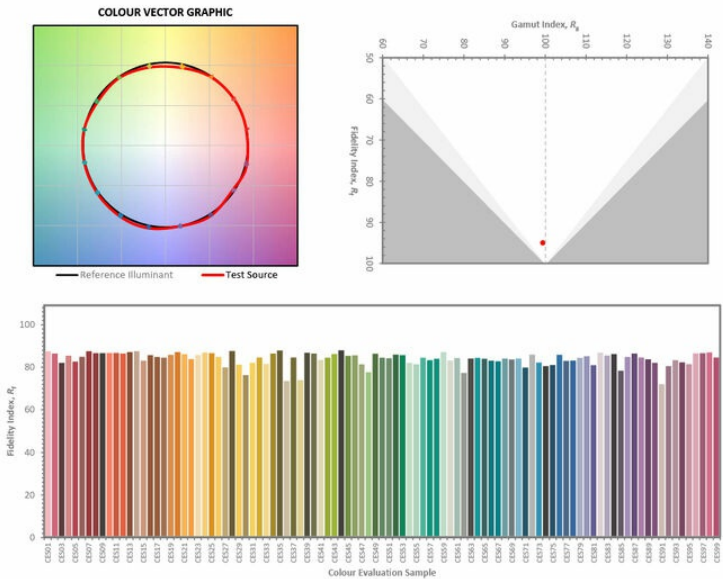 COLOUR VECTOR GRAPHIC
Reference Illuminant
Test Source
Gamut Index, Rg
60
70
80
85
90
100
110
120
130
140
Fidelity Index, Rf
50
60
70
80
90
100
Fidelity Index, Rf
100
80
60
40
20
0
CES01
CES03
CES05
CES07
CES09
CES11
CES13
CES15
CES17
CES19
CES21
CES23
CES25
CES27
CES29
CES31
CES33
CES35
CES37
CES39
CES41
CES43
CES45
CES47
CES49
CES51
CES53
CES55
CES57
CES59
CES61
CES63
CES65
CES67
CES69
CES71
CES73
CES75
CES77
CES79
CES81
CES83
CES85
CES87
CES89
CES91
CES93
CES95
CES97
CES99
Colour Evaluation Sample